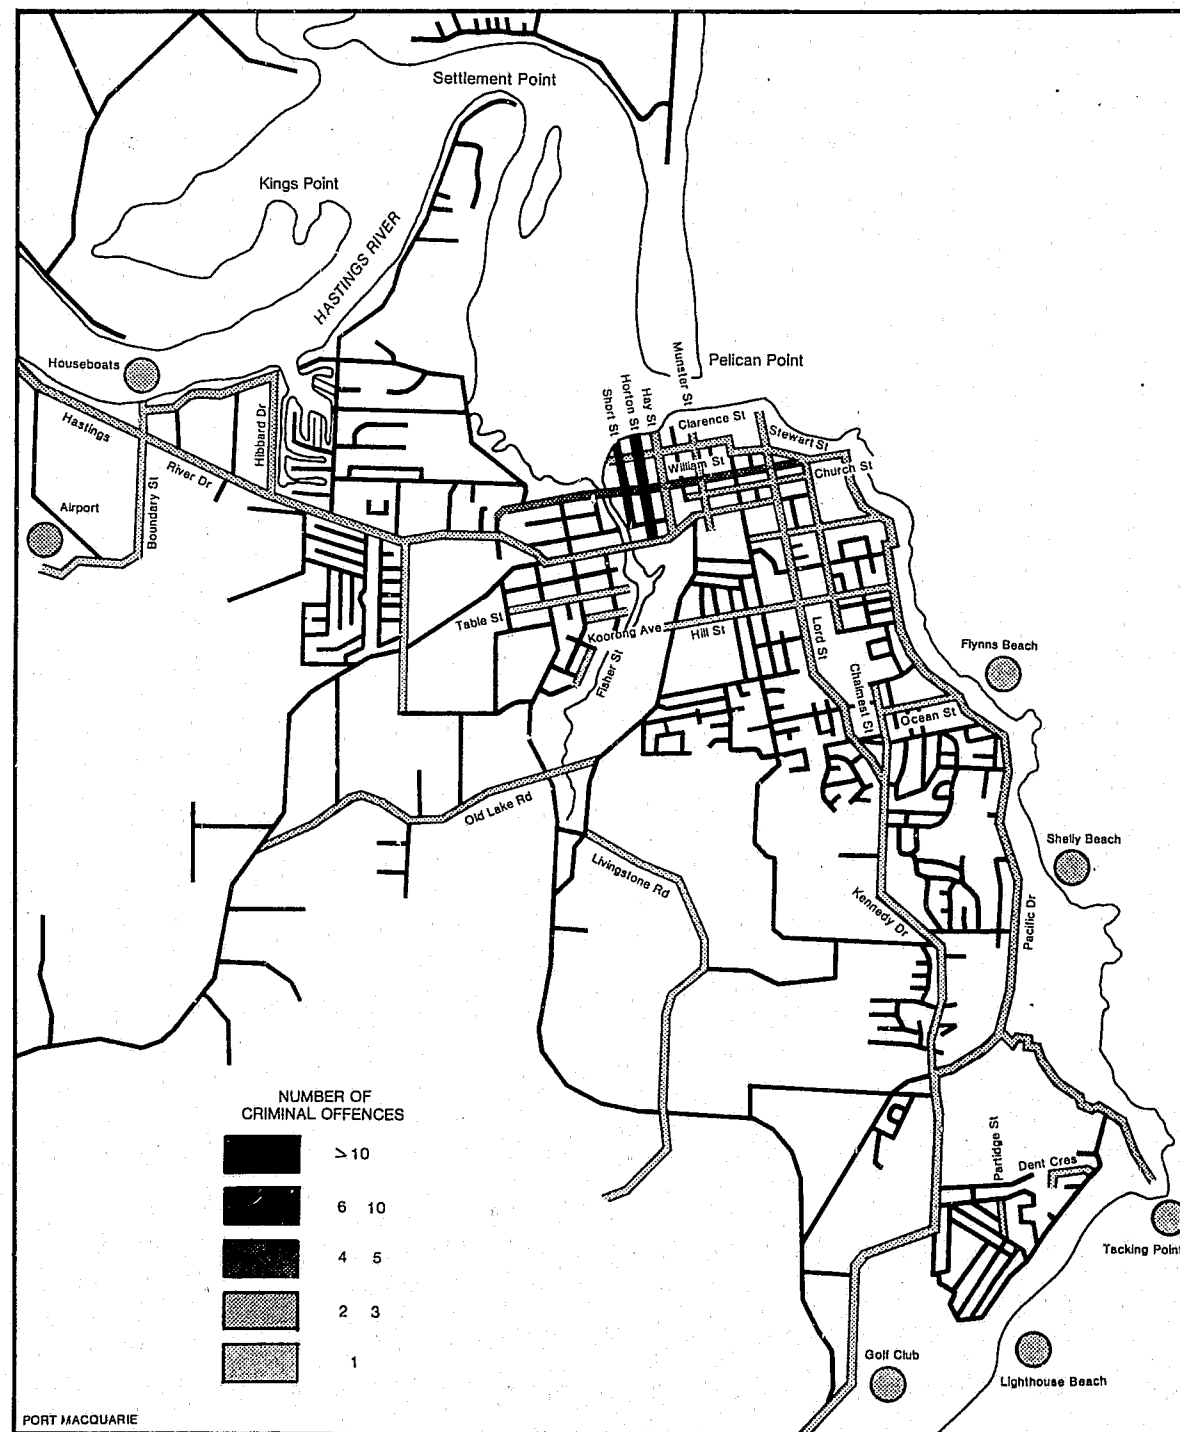 Settlement Point
Kings Point
HASTINGS RIVER
Houseboats
Pelican Point
Munster St
Hay St
Horton St
Short St
Clarence St
Stewart St
William St
Church St
Hastings
River Dr
Hibbard Dr
Boundary St
Airport
Table St
Koorong Ave
Hill St
Fisher St
Lord St
Chalmest St
Ocean St
Flynns Beach
Old Lake Rd
Livingstone Rd
Shelly Beach
Kennedy Dr
Pacific Dr
Partidge St
Dent Cres
Tacking Point
Golf Club
Lighthouse Beach
NUMBER OF
CRIMINAL OFFENCES
>10
6 10
4 5
2 3
1
PORT MACQUARIE